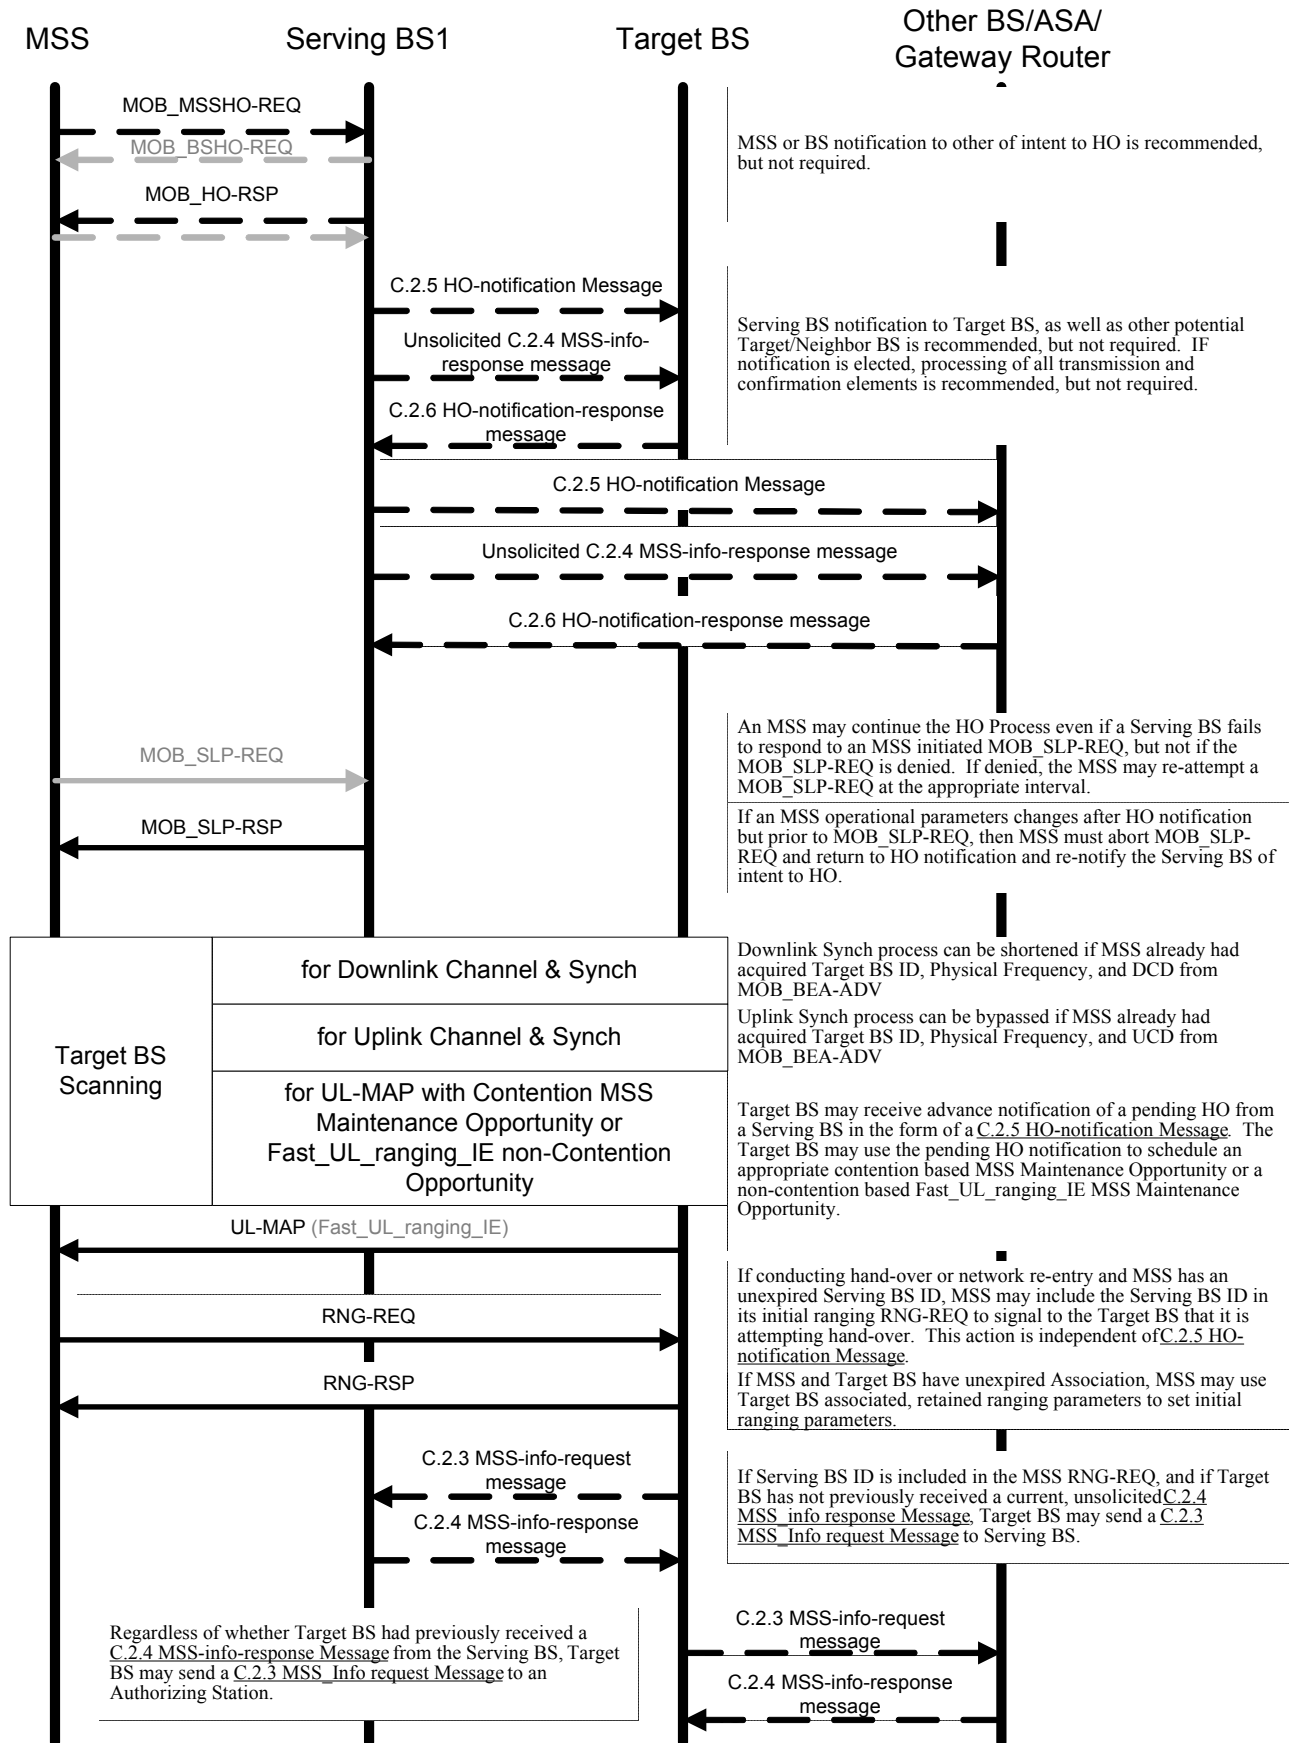 MSS
Serving BS1
Target BS
Other BS/ASA/
Gateway Router
MOB_MSSHO-REQ
MOB_BSHO-REQ
MOB_HO-RSP
MSS or BS notification to other of intent to HO is recommended,
but not required.
C.2.5 HO-notification Message
Unsolicited C.2.4 MSS-info-
response message
C.2.6 HO-notification-response
message
Serving BS notification to Target BS, as well as other potential
Target/Neighbor BS is recommended, but not required.  IF
notification is elected, processing of all transmission and
confirmation elements is recommended, but not required.
C.2.5 HO-notification Message
Unsolicited C.2.4 MSS-info-response message
C.2.6 HO-notification-response message
MOB_SLP-REQ
MOB_SLP-RSP
An MSS may continue the HO Process even if a Serving BS fails
to respond to an MSS initiated MOB_SLP-REQ, but not if the
MOB_SLP-REQ is denied.  If denied, the MSS may re-attempt a
MOB_SLP-REQ at the appropriate interval.
If an MSS operational parameters changes after HO notification
but prior to MOB_SLP-REQ, then MSS must abort MOB_SLP-
REQ and return to HO notification and re-notify the Serving BS of
intent to HO.
Target BS
Scanning
for Downlink Channel & Synch
for Uplink Channel & Synch
for UL-MAP with Contention MSS
Maintenance Opportunity or
Fast_UL_ranging_IE non-Contention
Opportunity
Downlink Synch process can be shortened if MSS already had
acquired Target BS ID, Physical Frequency, and DCD from
MOB_BEA-ADV
Uplink Synch process can be bypassed if MSS already had
acquired Target BS ID, Physical Frequency, and UCD from
MOB_BEA-ADV
Target BS may receive advance notification of a pending HO from
a Serving BS in the form of a C.2.5 HO-notification Message.  The
Target BS may use the pending HO notification to schedule an
appropriate contention based MSS Maintenance Opportunity or a
non-contention based Fast_UL_ranging_IE MSS Maintenance
Opportunity.
UL-MAP (Fast_UL_ranging_IE)
RNG-REQ
RNG-RSP
If conducting hand-over or network re-entry and MSS has an
unexpired Serving BS ID, MSS may include the Serving BS ID in
its initial ranging RNG-REQ to signal to the Target BS that it is
attempting hand-over.  This action is independent of C.2.5 HO-
notification Message.
If MSS and Target BS have unexpired Association, MSS may use
Target BS associated, retained ranging parameters to set initial
ranging parameters.
C.2.3 MSS-info-request
message
C.2.4 MSS-info-response
message
If Serving BS ID is included in the MSS RNG-REQ, and if Target
BS has not previously received a current, unsolicited C.2.4
MSS_info response Message, Target BS may send a C.2.3
MSS_Info request Message to Serving BS.
Regardless of whether Target BS had previously received a
C.2.4 MSS-info-response Message from the Serving BS, Target
BS may send a C.2.3 MSS_Info request Message to an
Authorizing Station.
C.2.3 MSS-info-request
message
C.2.4 MSS-info-response
message